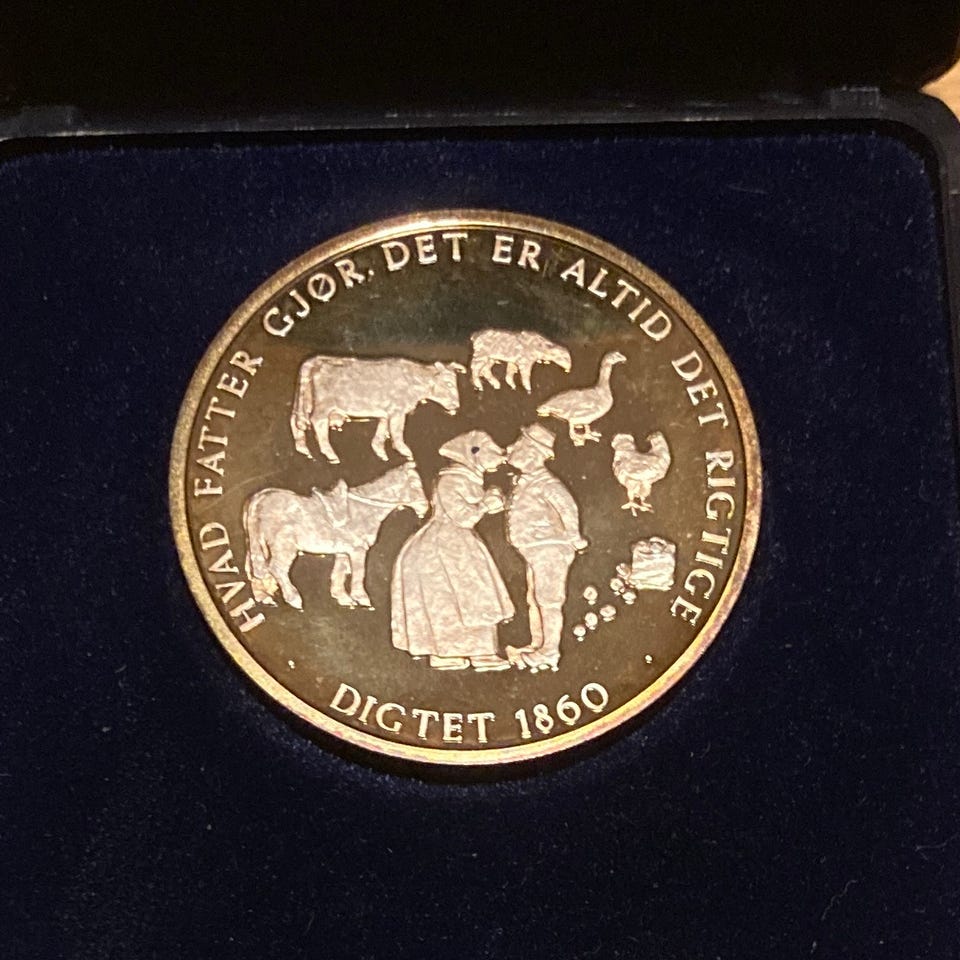 HVAD FATTER GJØR, DET ER ALTID DET RIGTIGE
DIGTET 1860